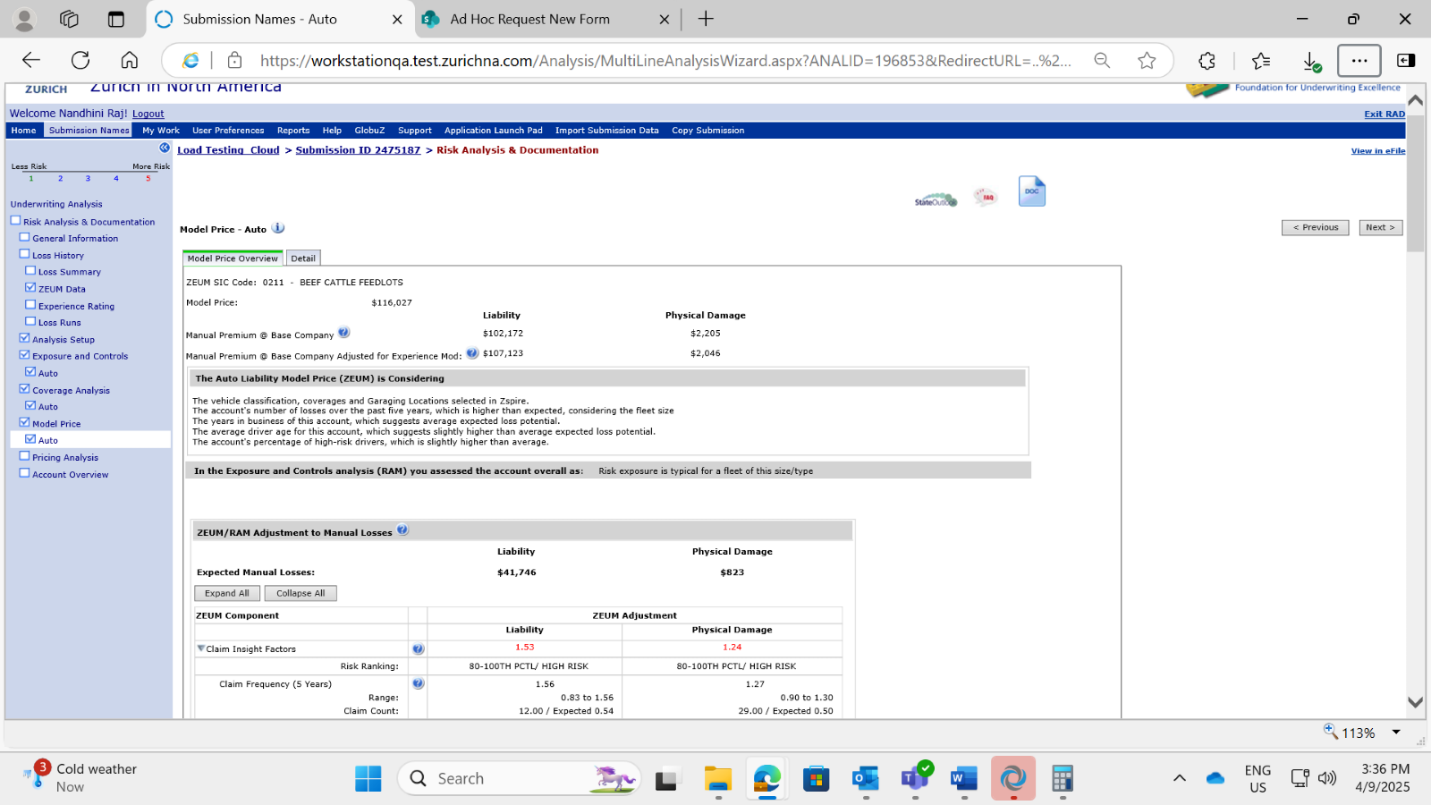 Submission Names - Auto
Ad Hoc Request New Form
https://workstationqa.test.zurichna.com/Analysis/MultiLineAnalysisWizard.aspx?ANALID=196853&RedirectURL=..%2...
ZURICH Zurich in North America
Foundation for Underwriting Excellence
Welcome Nandhini Raj! Logout
Exit RAD
Home Submission Names My Work User Preferences Reports Help GlobuZ Support Application Launch Pad Import Submission Data Copy Submission
Load Testing_Cloud > Submission ID 2475187 > Risk Analysis & Documentation
View in eFile
Less Risk More Risk
1 2 3 4 5
Underwriting Analysis
Risk Analysis & Documentation
General Information
Loss History
Loss Summary
ZEUM Data
Experience Rating
Loss Runs
Analysis Setup
Exposure and Controls
Auto
Coverage Analysis
Auto
Model Price
Auto
Pricing Analysis
Account Overview
StateOutlook
FAQ
DOC
Model Price - Auto
< Previous Next >
Model Price Overview Detail
ZEUM SIC Code: 0211 - BEEF CATTLE FEEDLOTS
Model Price: $116,027
Liability Physical Damage
Manual Premium @ Base Company $102,172 $2,205
Manual Premium @ Base Company Adjusted for Experience Mod: $107,123 $2,046
The Auto Liability Model Price (ZEUM) is Considering
The vehicle classification, coverages and Garaging Locations selected in Zspire.
The account's number of losses over the past five years, which is higher than expected, considering the fleet size
The years in business of this account, which suggests average expected loss potential.
The average driver age for this account, which suggests slightly higher than average expected loss potential.
The account's percentage of high-risk drivers, which is slightly higher than average.
In the Exposure and Controls analysis (RAM) you assessed the account overall as: Risk exposure is typical for a fleet of this size/type
ZEUM/RAM Adjustment to Manual Losses
Liability Physical Damage
Expected Manual Losses: $41,746 $823
Expand All Collapse All
ZEUM Component ZEUM Adjustment
Liability Physical Damage
Claim Insight Factors 1.53 1.24
Risk Ranking: 80-100TH PCTL/ HIGH RISK 80-100TH PCTL/ HIGH RISK
Claim Frequency (5 Years) 1.56 1.27
Range: 0.83 to 1.56 0.90 to 1.30
Claim Count: 12.00 / Expected 0.54 29.00 / Expected 0.50
113%
3
Cold weather
Now
Search
ENG
US
3:36 PM
4/9/2025